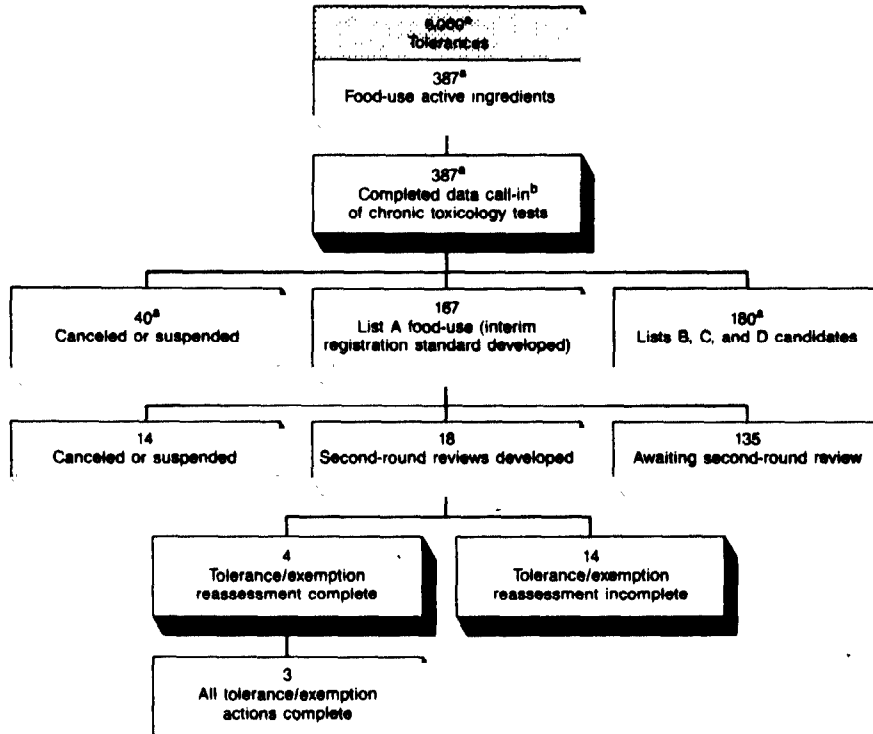 6,000a
Tolerances
387a
Food-use active ingredients
387a
Completed data call-inb
of chronic toxicology tests
40a
Canceled or suspended
167
List A food-use (interim
registration standard developed)
180a
Lists B, C, and D candidates
14
Canceled or suspended
18
Second-round reviews developed
135
Awaiting second-round review
4
Tolerance/exemption
reassessment complete
14
Tolerance/exemption
reassessment incomplete
3
All tolerance/exemption
actions complete